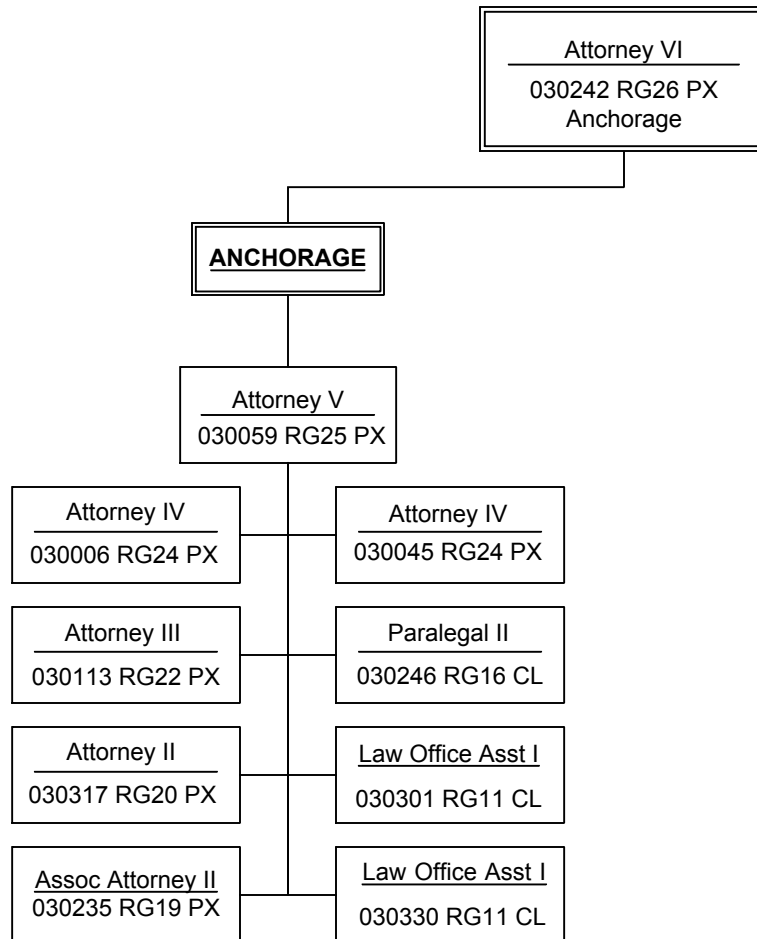 Attorney VI
030242 RG26 PX
Anchorage
ANCHORAGE
Attorney V
030059 RG25 PX
Attorney IV
030006 RG24 PX
Attorney IV
030045 RG24 PX
Attorney III
030113 RG22 PX
Paralegal II
030246 RG16 CL
Attorney II
030317 RG20 PX
Law Office Asst I
030301 RG11 CL
Assoc Attorney II
030235 RG19 PX
Law Office Asst I
030330 RG11 CL